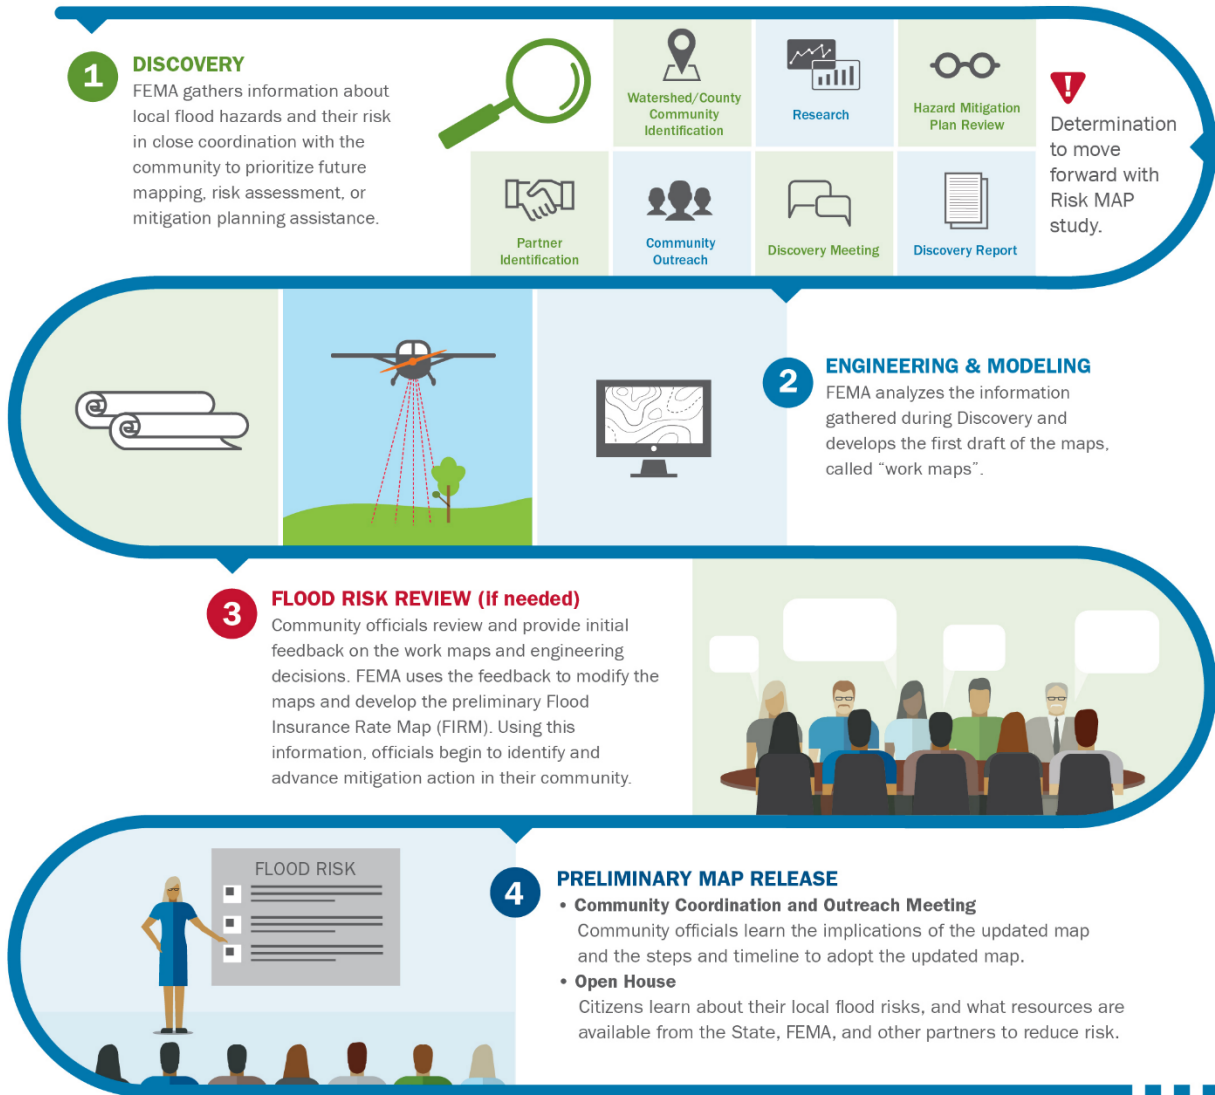 1
DISCOVERY
FEMA gathers information about
local flood hazards and their risk
in close coordination with the
community to prioritize future
mapping, risk assessment, or
mitigation planning assistance.
Watershed/County
Community
Identification
Research
Hazard Mitigation
Plan Review
Partner
Identification
Community
Outreach
Discovery Meeting
Discovery Report
!
Determination
to move
forward with
Risk MAP
study.
2
ENGINEERING & MODELING
FEMA analyzes the information
gathered during Discovery and
develops the first draft of the maps,
called “work maps”.
3
FLOOD RISK REVIEW (if needed)
Community officials review and provide initial
feedback on the work maps and engineering
decisions. FEMA uses the feedback to modify the
maps and develop the preliminary Flood
Insurance Rate Map (FIRM). Using this
information, officials begin to identify and
advance mitigation action in their community.
FLOOD RISK
4
PRELIMINARY MAP RELEASE
• Community Coordination and Outreach Meeting
Community officials learn the implications of the updated map
and the steps and timeline to adopt the updated map.
• Open House
Citizens learn about their local flood risks, and what resources are
available from the State, FEMA, and other partners to reduce risk.